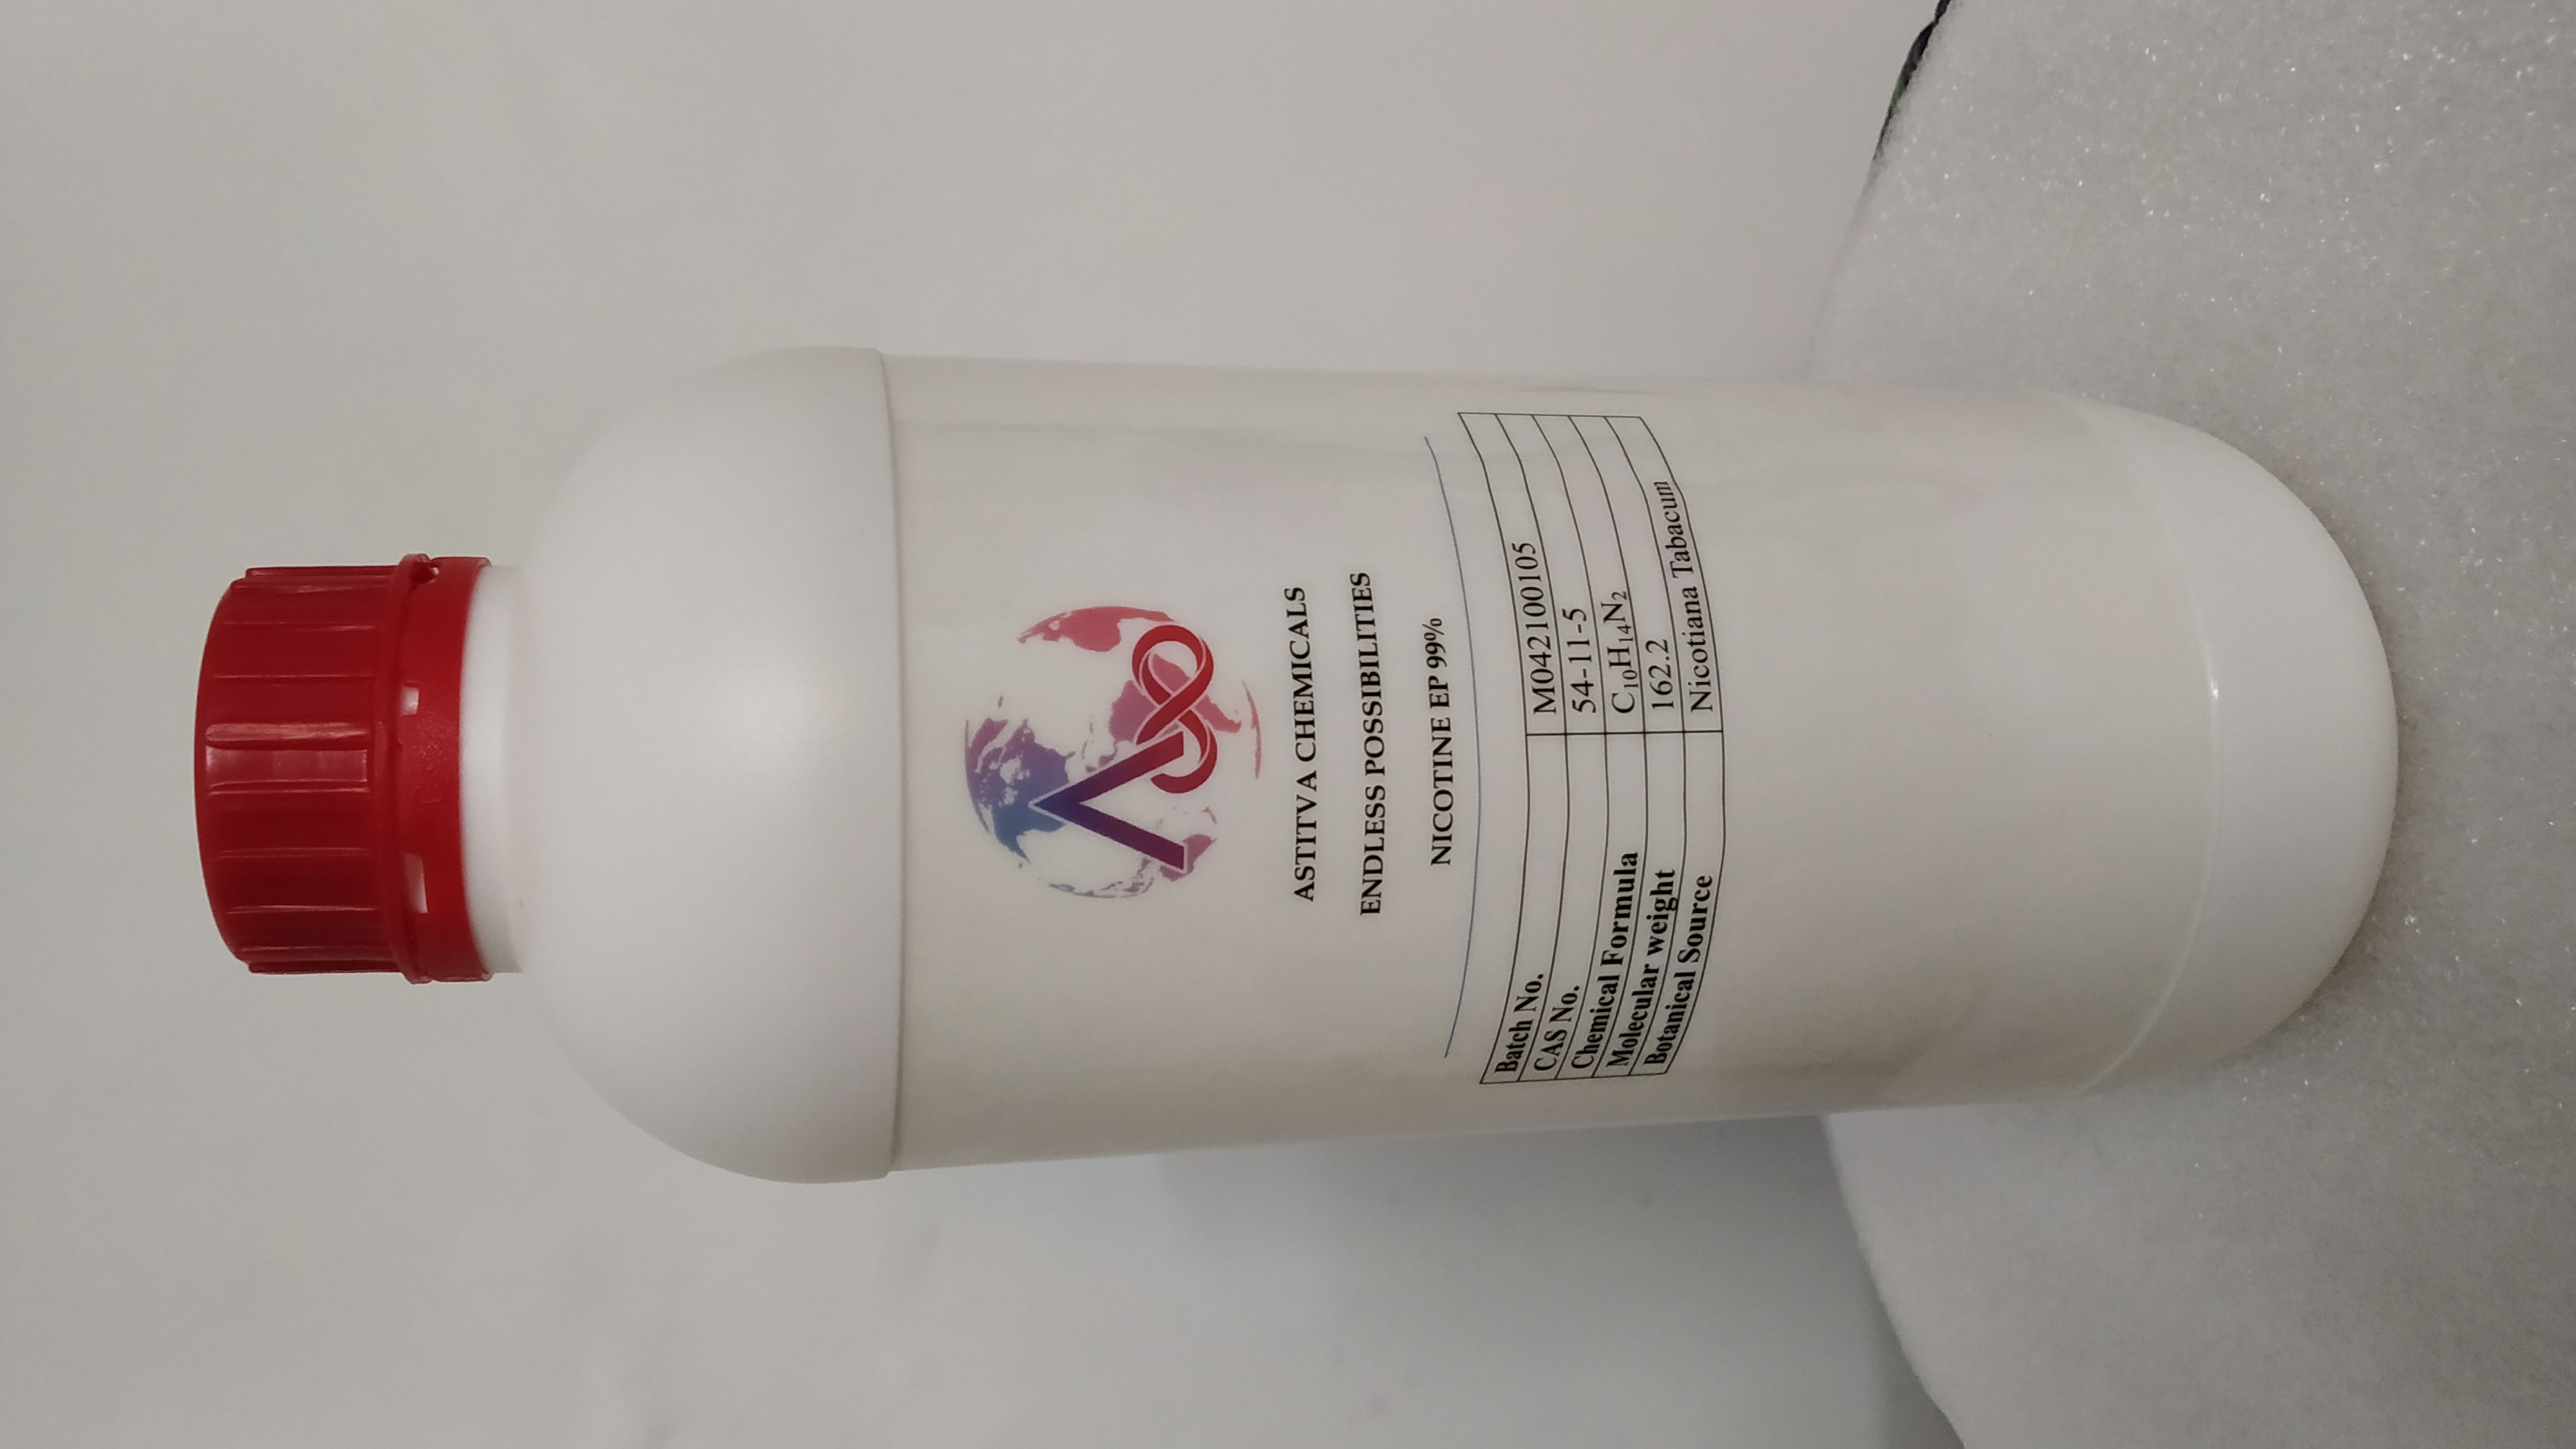 ASTITVA CHEMICALS
ENDLESS POSSIBILITIES
NICOTINE EP 99%
Batch No. M042100105
CAS No. 54-11-5
Chemical Formula C₁₀H₁₄N₂
Molecular weight 162.2
Botanical Source Nicotiana Tabacum